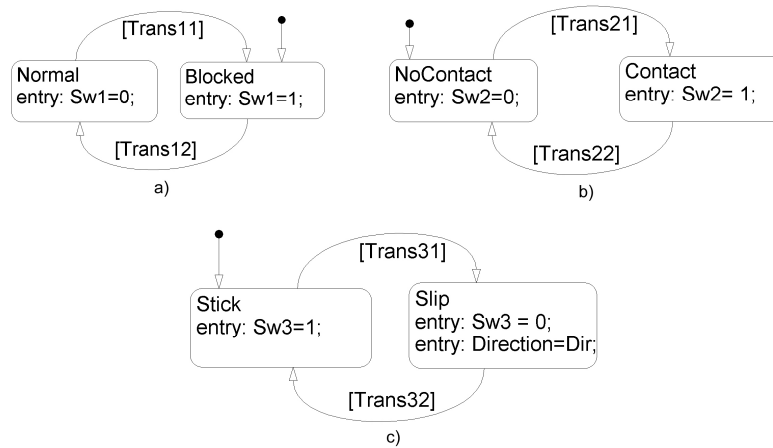 [Trans11]
Normal
entry: Sw1=0;
Blocked
entry: Sw1=1;
[Trans12]
a)
[Trans21]
NoContact
entry: Sw2=0;
Contact
entry: Sw2= 1;
[Trans22]
b)
[Trans31]
Stick
entry: Sw3=1;
Slip
entry: Sw3 = 0;
entry: Direction=Dir;
[Trans32]
c)